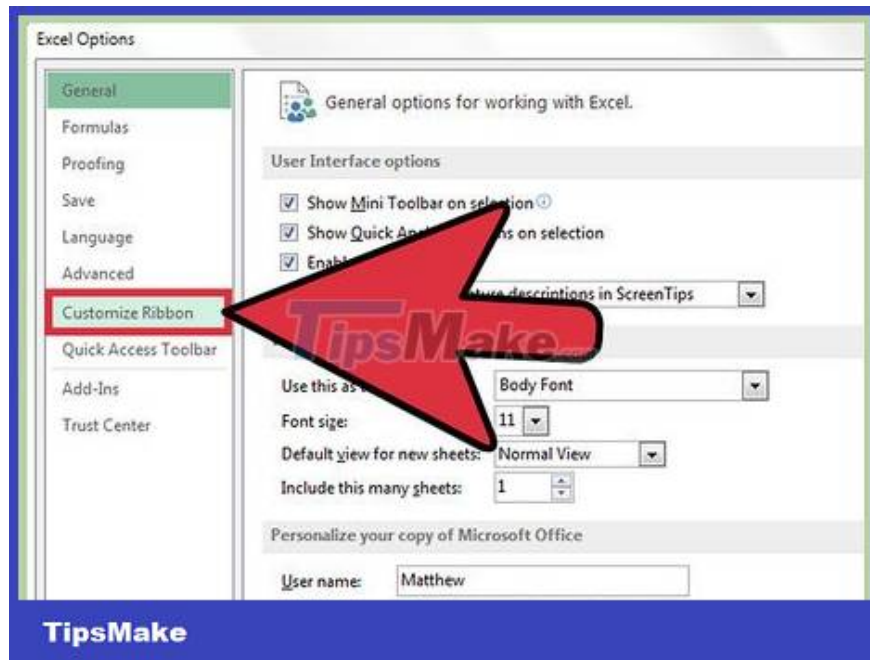 Excel Options
General
Formulas
Proofing
Save
Language
Advanced
Customize Ribbon
Quick Access Toolbar
Add-Ins
Trust Center
General options for working with Excel.
User Interface options
Show Mini Toolbar on selection
Show Quick on selection
descriptions in ScreenTips
TipsMake
Use this as Body Font
Font size: 11
Default view for new sheets: Normal View
Include this many sheets: 1
Personalize your copy of Microsoft Office
User name: Matthew
TipsMake